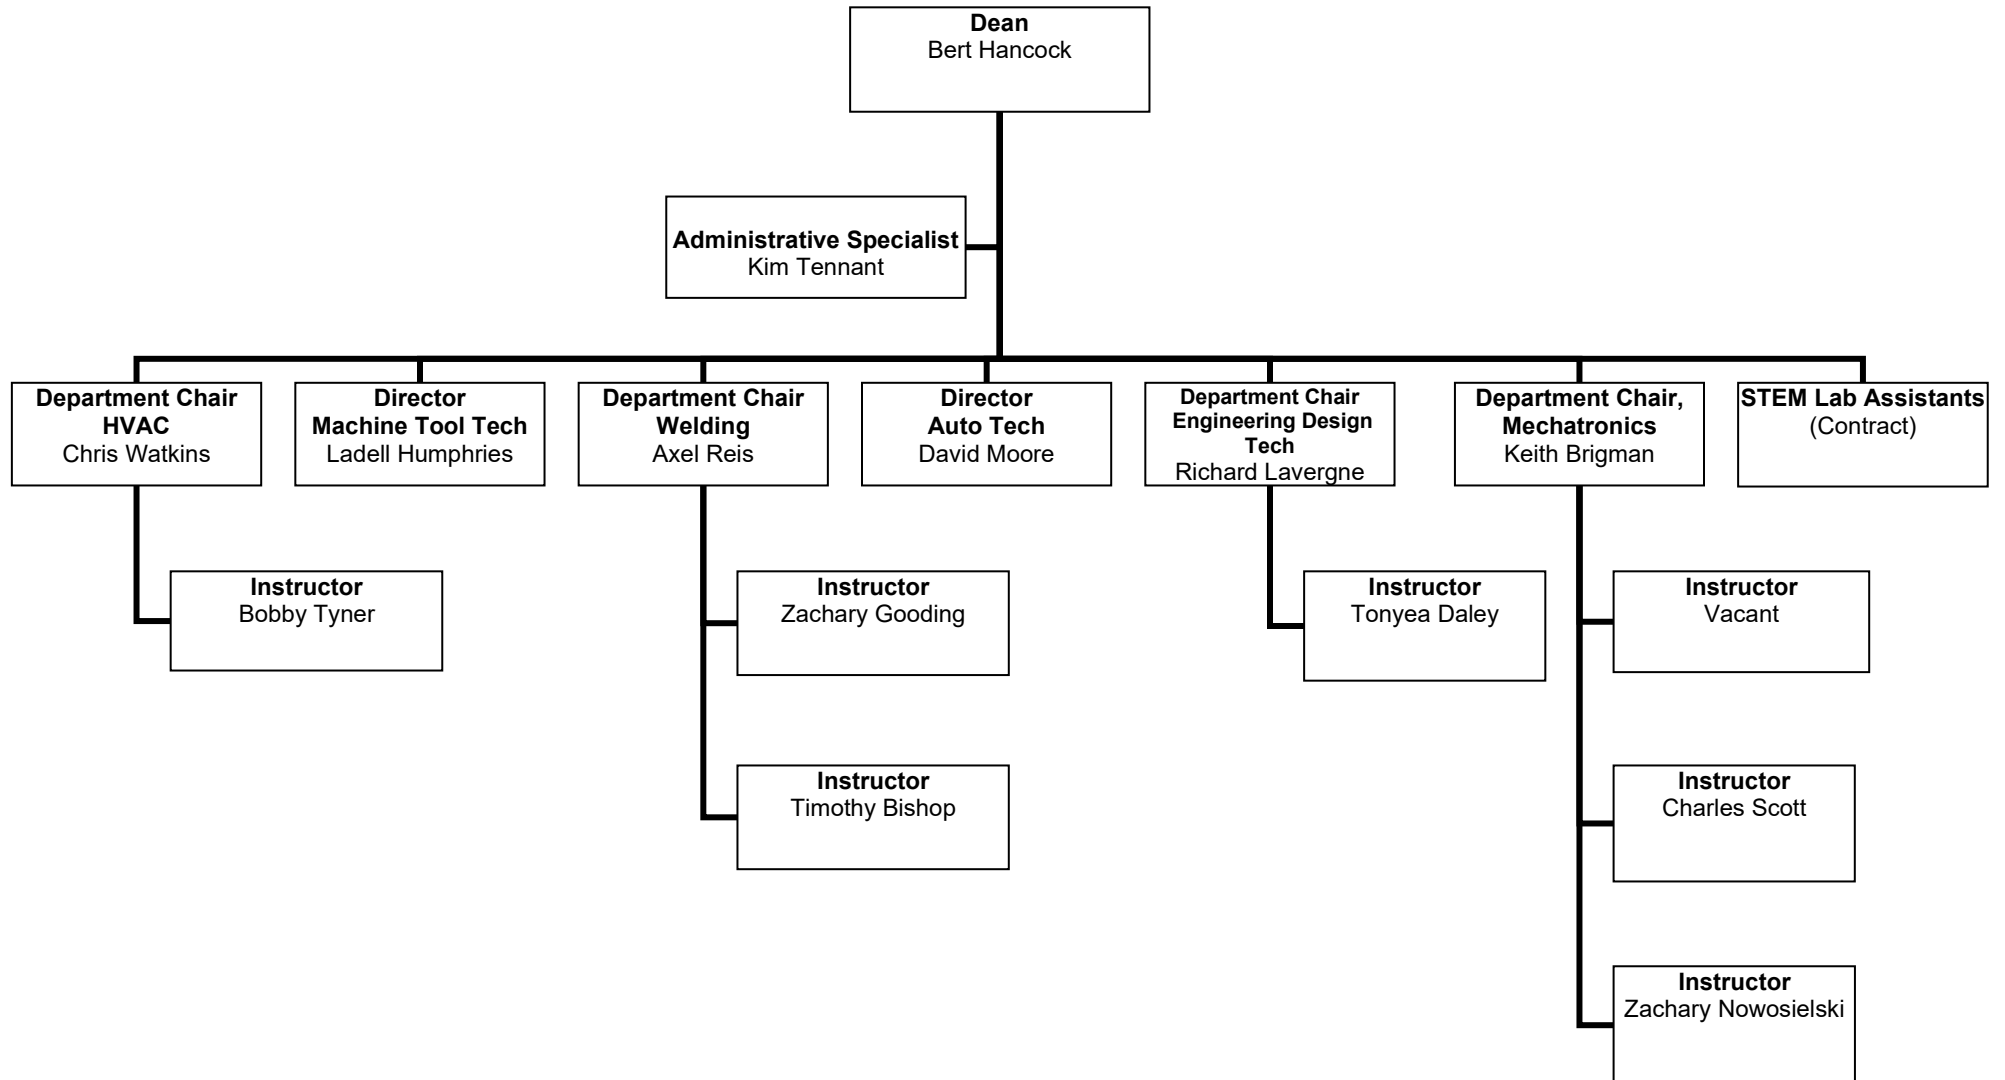 Dean
Bert Hancock
Administrative Specialist
Kim Tennant
Department Chair
HVAC
Chris Watkins
Director
Machine Tool Tech
Ladell Humphries
Department Chair
Welding
Axel Reis
Director
Auto Tech
David Moore
Department Chair
Engineering Design
Tech
Richard Lavergne
Department Chair,
Mechatronics
Keith Brigman
STEM Lab Assistants
(Contract)
Instructor
Bobby Tyner
Instructor
Zachary Gooding
Instructor
Tonyea Daley
Instructor
Vacant
Instructor
Timothy Bishop
Instructor
Charles Scott
Instructor
Zachary Nowosielski